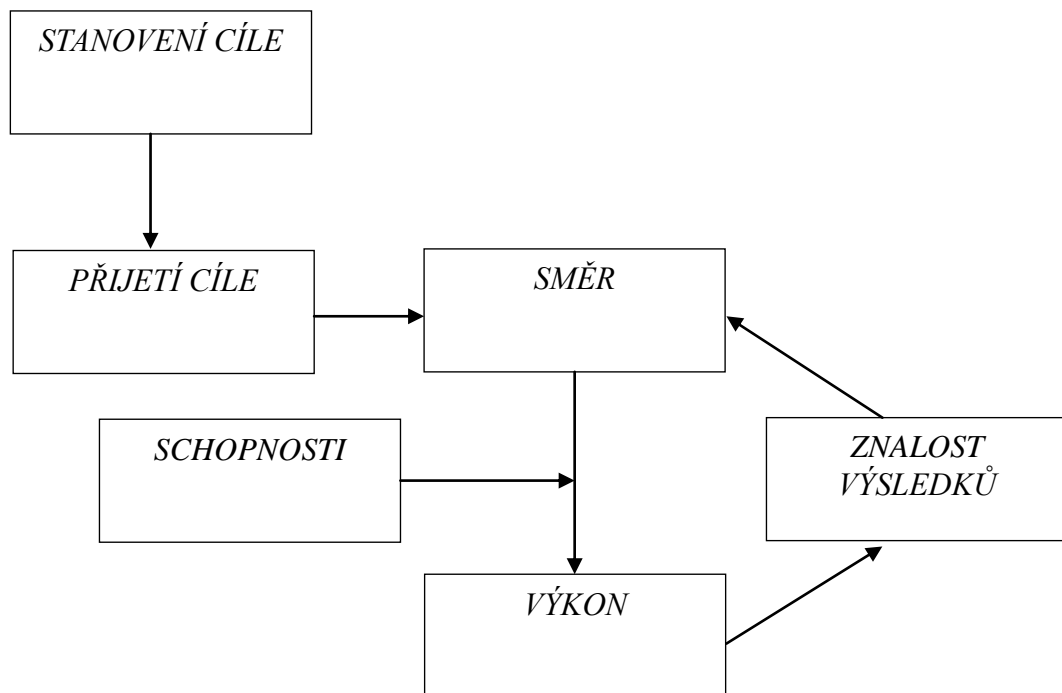 STANOVENÍ CÍLE
PŘIJETÍ CÍLE
SMĚR
SCHOPNOSTI
ZNALOST
VÝSLEDKŮ
VÝKON